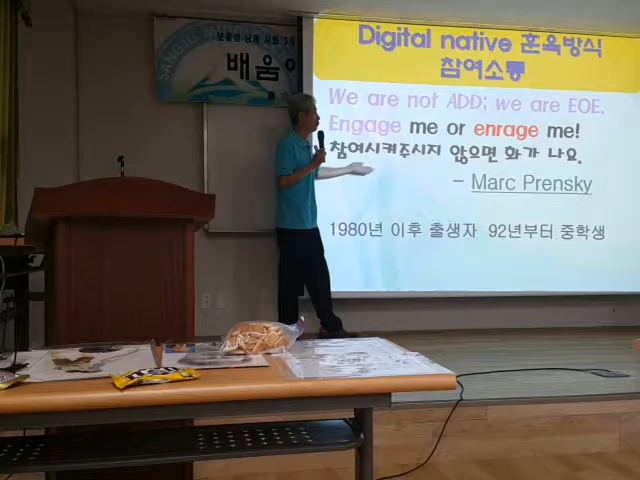 Digital native 훈육방식
참여소통
We are not ADD; we are EOE.
Engage me or enrage me!
참여시켜주시지 않으면 화가 나요.
- Marc Prensky
1980년 이후 출생자 92년부터 중학생
배움